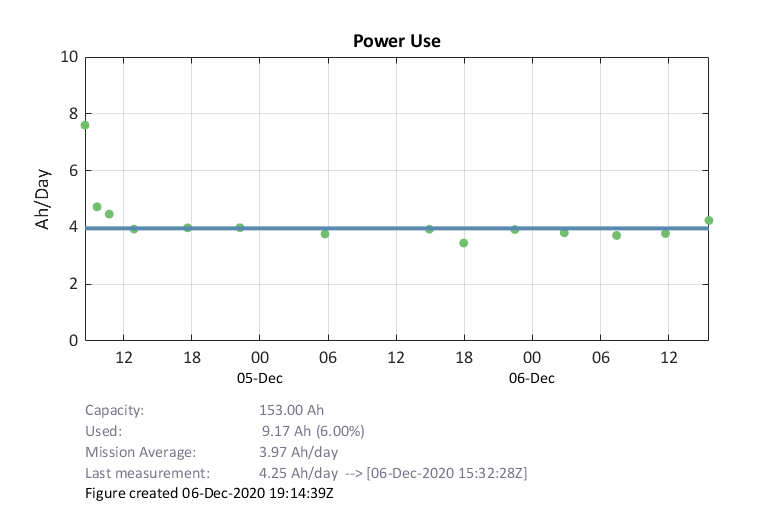 Power Use
10
8
6
4
2
0
Ah/Day
12 18 00 06 12 18 00 06 12
05-Dec 06-Dec
Capacity: 153.00 Ah
Used: 9.17 Ah (6.00%)
Mission Average: 3.97 Ah/day
Last measurement: 4.25 Ah/day --> [06-Dec-2020 15:32:28Z]
Figure created 06-Dec-2020 19:14:39Z